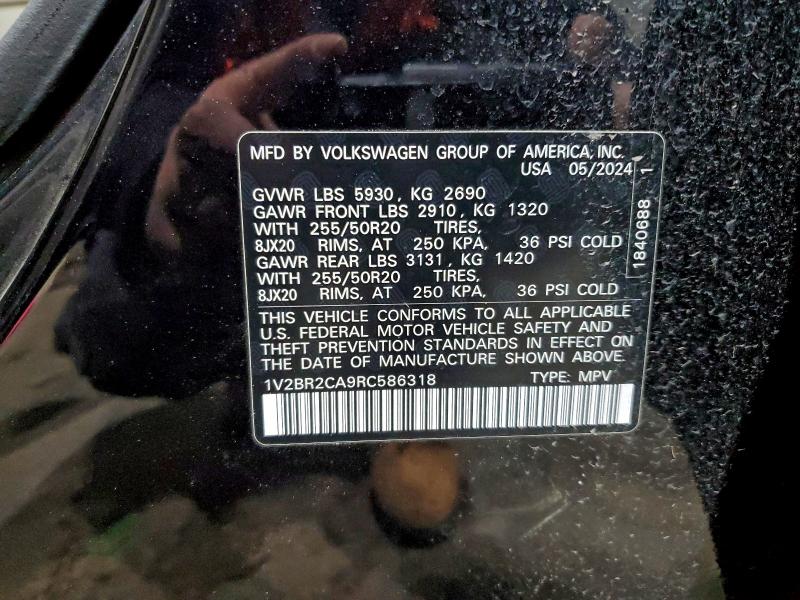 MFD BY VOLKSWAGEN GROUP OF AMERICA, INC.
USA 05/2024
GVWR LBS 5930, KG 2690
GAWR FRONT LBS 2910, KG 1320
WITH 255/50R20 TIRES,
8JX20 RIMS, AT 250 KPA, 36 PSI COLD
GAWR REAR LBS 3131, KG 1420
WITH 255/50R20 TIRES,
8JX20 RIMS, AT 250 KPA, 36 PSI COLD
THIS VEHICLE CONFORMS TO ALL APPLICABLE
U.S. FEDERAL MOTOR VEHICLE SAFETY AND
THEFT PREVENTION STANDARDS IN EFFECT ON
THE DATE OF MANUFACTURE SHOWN ABOVE.
1V2BR2CA9RC586318 TYPE: MPV
1840688 1